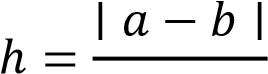 h = | a − b |